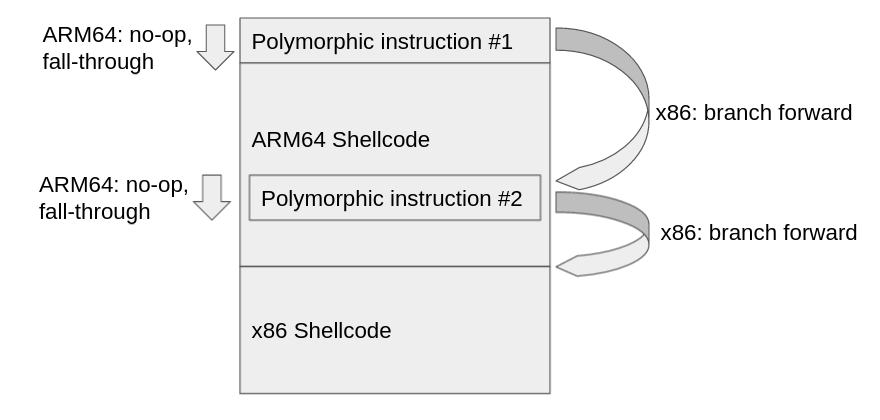 ARM64: no-op,
fall-through
Polymorphic instruction #1
x86: branch forward
ARM64 Shellcode
ARM64: no-op,
fall-through
Polymorphic instruction #2
x86: branch forward
x86 Shellcode